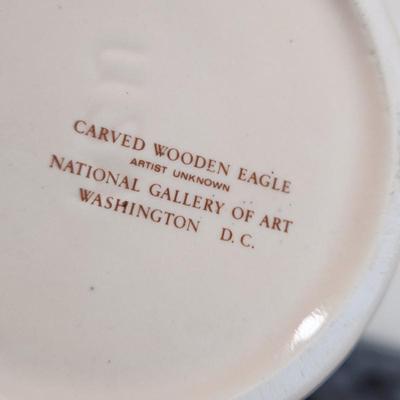 CARVED WOODEN EAGLE
ARTIST UNKNOWN
NATIONAL GALLERY OF ART
WASHINGTON D.C.